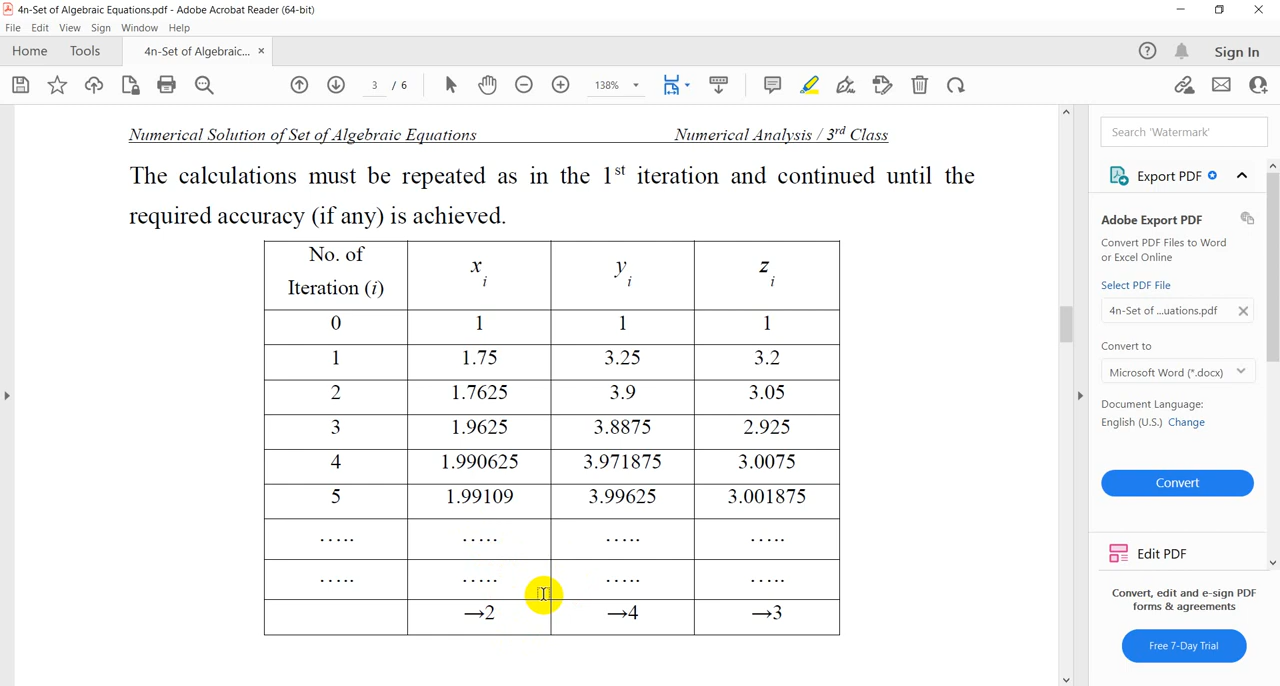 4n-Set of Algebraic Equations.pdf - Adobe Acrobat Reader (64-bit)
File Edit View Sign Window Help
Home Tools 4n-Set of Algebraic... × Sign In
3 / 6 138%
Numerical Solution of Set of Algebraic Equations Numerical Analysis / 3rd Class
The calculations must be repeated as in the 1st iteration and continued until the
required accuracy (if any) is achieved.
No. of
Iteration (i) xi yi zi
0 1 1 1
1 1.75 3.25 3.2
2 1.7625 3.9 3.05
3 1.9625 3.8875 2.925
4 1.990625 3.971875 3.0075
5 1.99109 3.99625 3.001875
..... ..... ..... .....
..... ..... ..... .....
→2 →4 →3
Search 'Watermark'
Export PDF
Adobe Export PDF
Convert PDF Files to Word
or Excel Online
Select PDF File
4n-Set of ...uations.pdf
Convert to
Microsoft Word (*.docx)
Document Language:
English (U.S.) Change
Convert
Edit PDF
Convert, edit and e-sign PDF
forms & agreements
Free 7-Day Trial